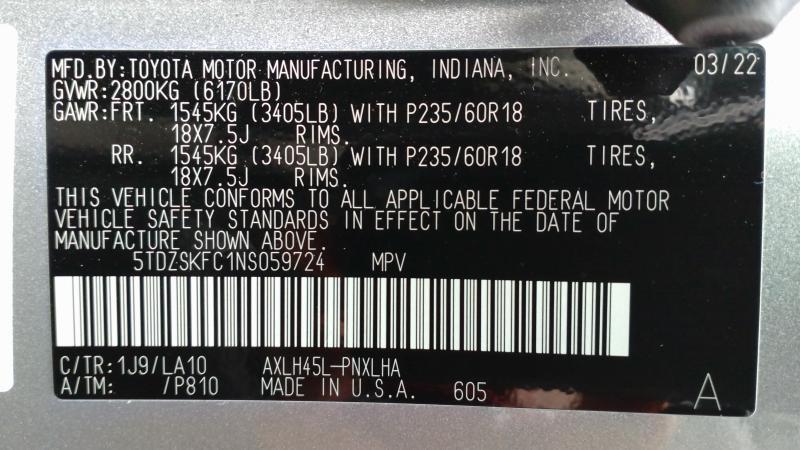 MFD.BY:TOYOTA MOTOR MANUFACTURING, INDIANA, INC. 03/22
GVWR:2800KG (6170LB)
GAWR:FRT. 1545KG (3405LB) WITH P235/60R18 TIRES,
18X7.5J RIMS.
RR. 1545KG (3405LB) WITH P235/60R18 TIRES,
18X7.5J RIMS.
THIS VEHICLE CONFORMS TO ALL APPLICABLE FEDERAL MOTOR
VEHICLE SAFETY STANDARDS IN EFFECT ON THE DATE OF
MANUFACTURE SHOWN ABOVE.
5TDZSKFC1NS059724 MPV
C/TR:1J9/LA10 AXLH45L-PNXLHA
A/TM: /P810 MADE IN U.S.A. 605 A